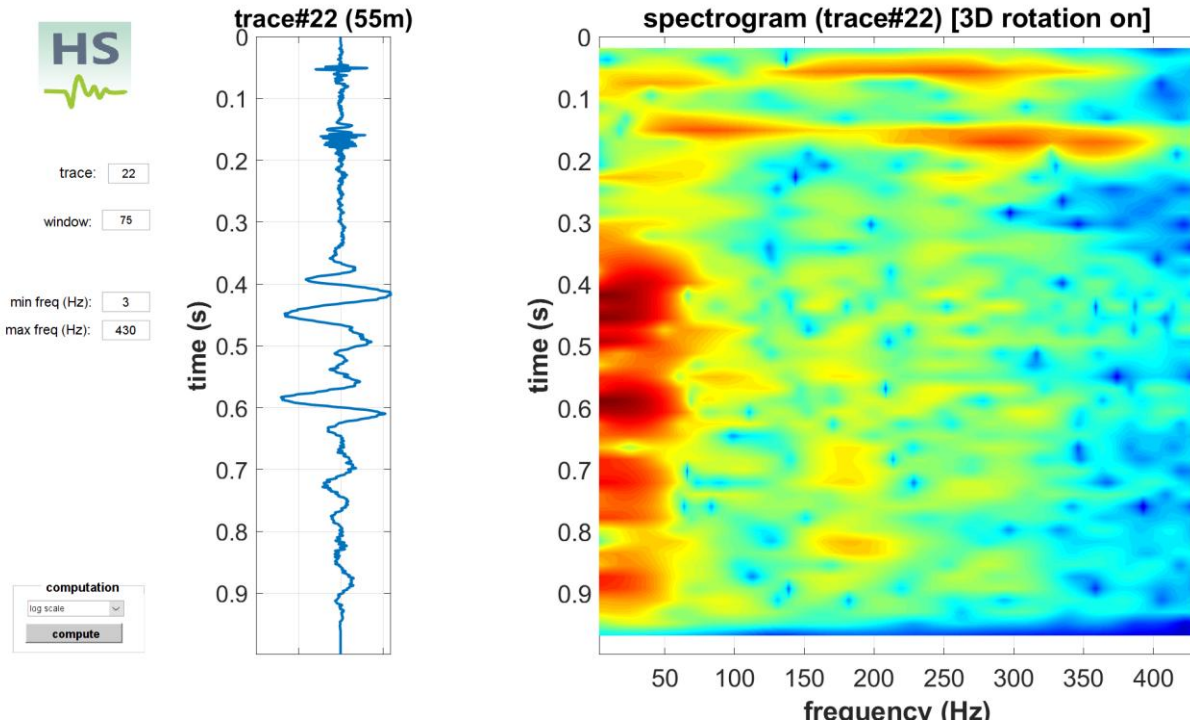 HS
trace: 22
window: 75
min freq (Hz): 3
max freq (Hz): 430
computation
log scale
compute
trace#22 (55m)
time (s)
0
0.1
0.2
0.3
0.4
0.5
0.6
0.7
0.8
0.9
spectrogram (trace#22) [3D rotation on]
time (s)
0
0.1
0.2
0.3
0.4
0.5
0.6
0.7
0.8
0.9
50 100 150 200 250 300 350 400
frequency (Hz)